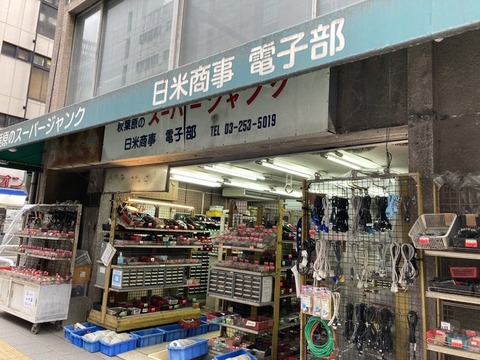 日米商事 電子部
原のスーパージャンク
秋葉原の スーパージャンク
日米商事 電子部 TEL 03-253-5019